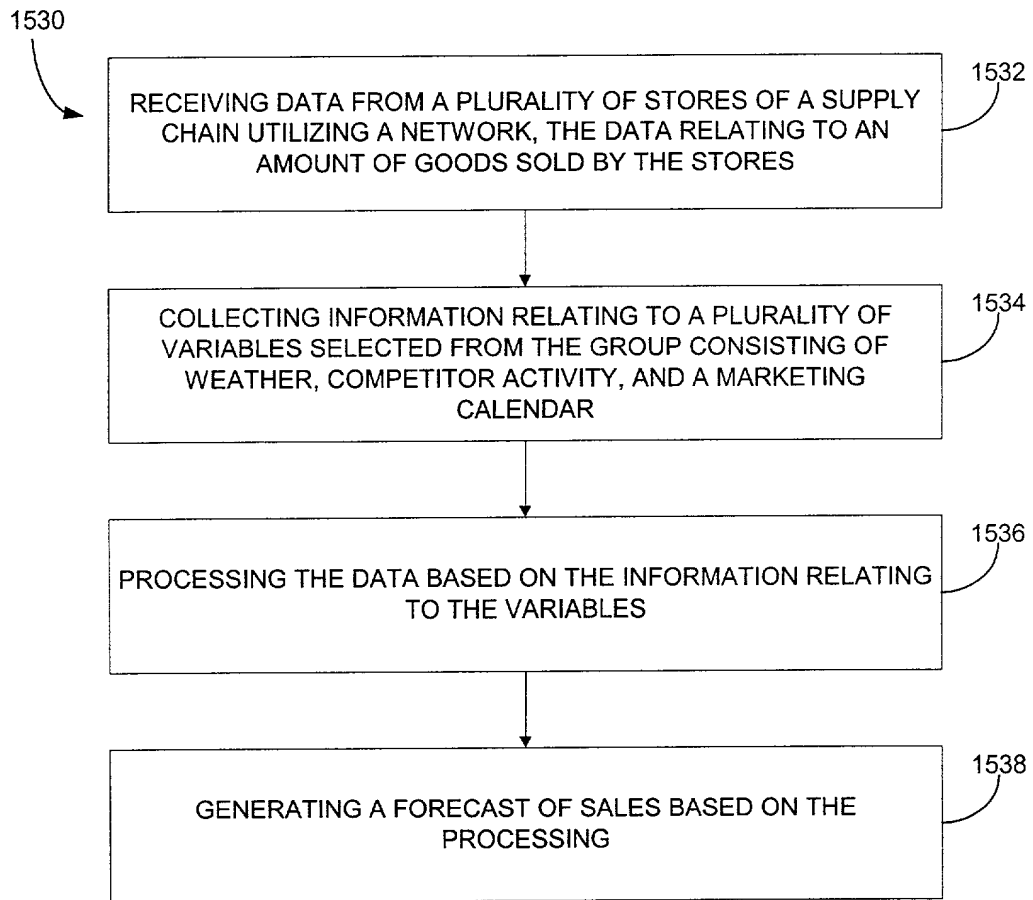 1530
1532
RECEIVING DATA FROM A PLURALITY OF STORES OF A SUPPLY
CHAIN UTILIZING A NETWORK, THE DATA RELATING TO AN
AMOUNT OF GOODS SOLD BY THE STORES
1534
COLLECTING INFORMATION RELATING TO A PLURALITY OF
VARIABLES SELECTED FROM THE GROUP CONSISTING OF
WEATHER, COMPETITOR ACTIVITY, AND A MARKETING
CALENDAR
1536
PROCESSING THE DATA BASED ON THE INFORMATION RELATING
TO THE VARIABLES
1538
GENERATING A FORECAST OF SALES BASED ON THE
PROCESSING